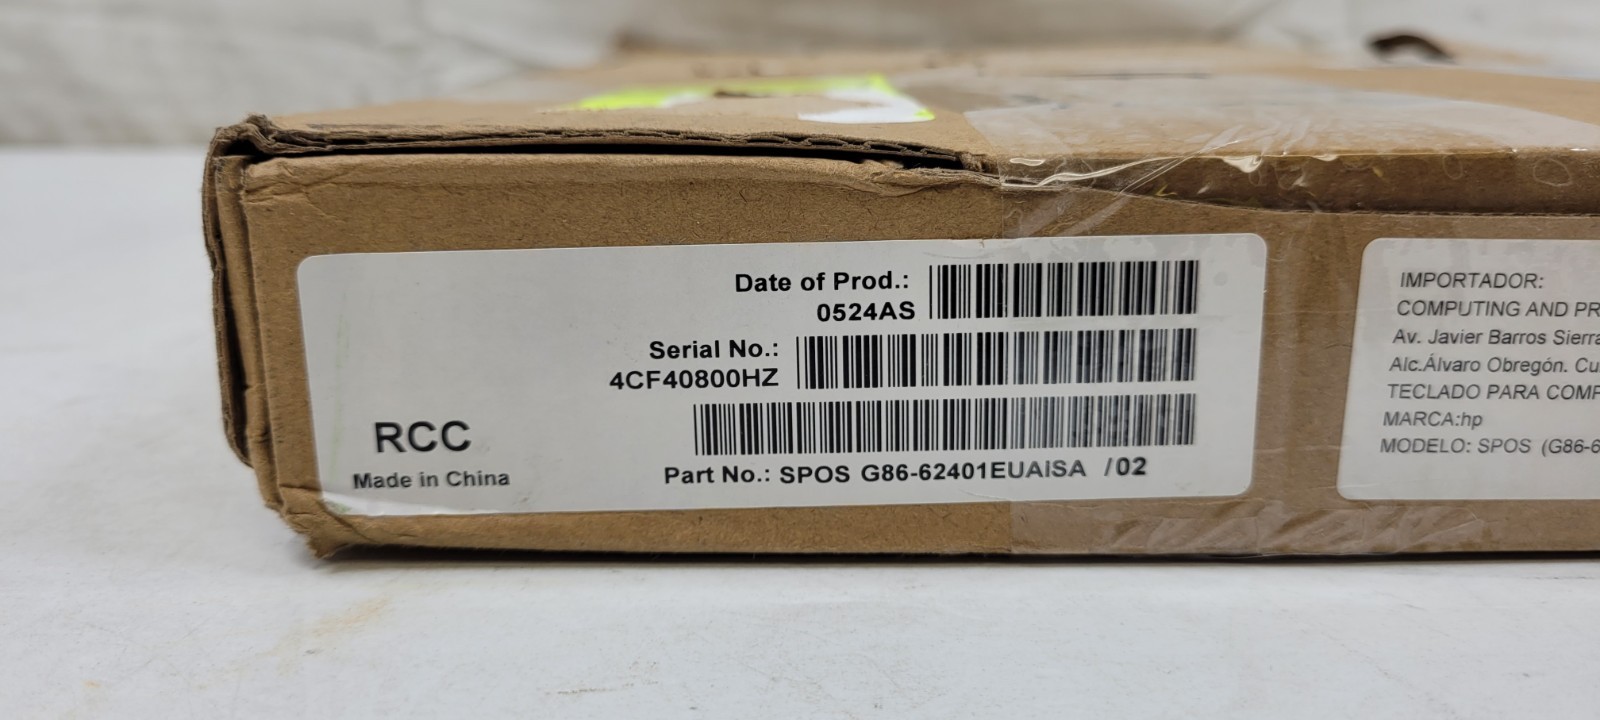 Date of Prod.:
0524AS
Serial No.:
4CF40800HZ
RCC
Made in China
Part No.: SPOS G86-62401EUAISA /02
IMPORTADOR:
COMPUTING AND PR
Av. Javier Barros Sierra
Alc.Álvaro Obregón. Cu
TECLADO PARA COMP
MARCA:hp
MODELO: SPOS (G86-6